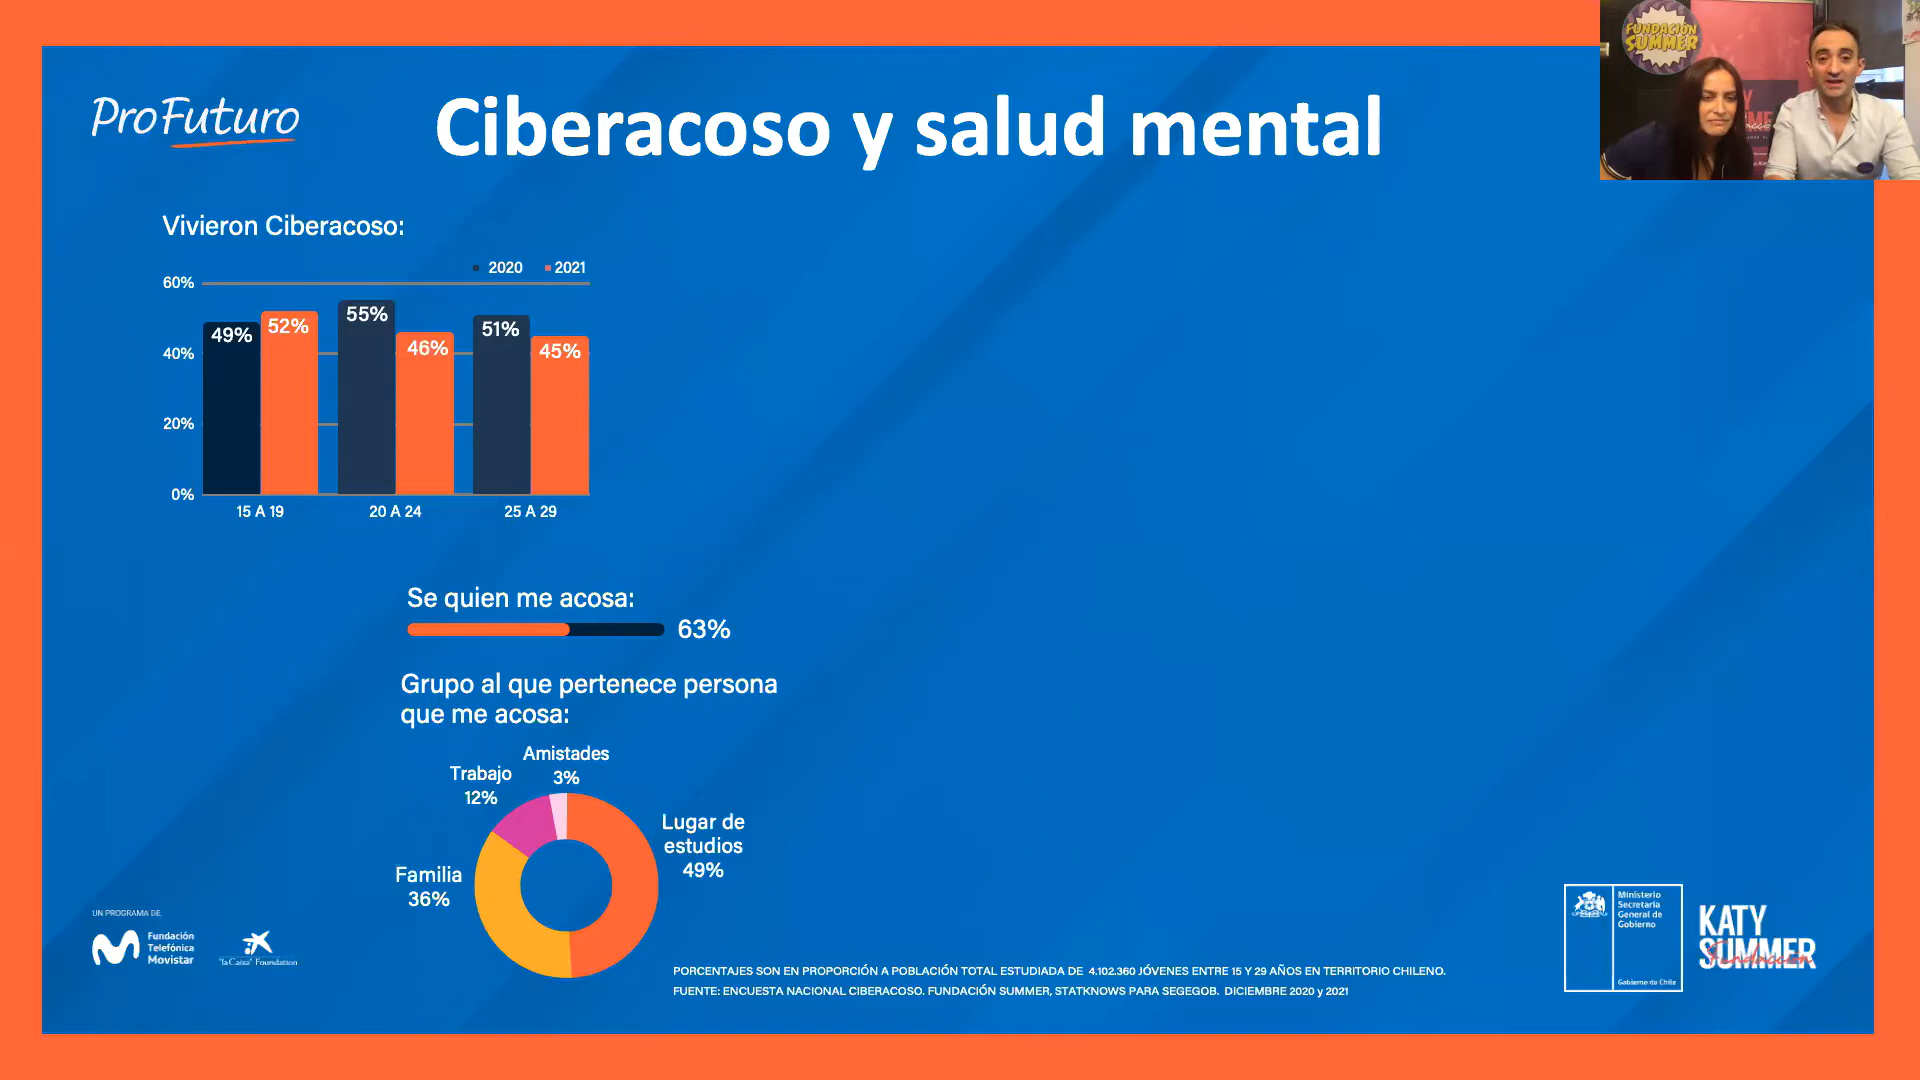 FUNDACIÓN
SUMMER
ProFuturo
Ciberacoso y salud mental
Vivieron Ciberacoso:
2020
2021
60%
40%
20%
0%
49%
52%
55%
46%
51%
45%
15 A 19
20 A 24
25 A 29
Se quien me acosa:
63%
Grupo al que pertenece persona
que me acosa:
Amistades
3%
Trabajo
12%
Lugar de
estudios
49%
Familia
36%
UN PROGRAMA DE:
Fundación
Telefónica
Movistar
"la Caixa" Foundation
PORCENTAJES SON EN PROPORCIÓN A POBLACIÓN TOTAL ESTUDIADA DE 4.102.360 JÓVENES ENTRE 15 Y 29 AÑOS EN TERRITORIO CHILENO.
FUENTE: ENCUESTA NACIONAL CIBERACOSO. FUNDACIÓN SUMMER, STATKNOWS PARA SEGEGOB. DICIEMBRE 2020 y 2021
Ministerio
Secretaría
General de
Gobierno
Gobierno de Chile
KATY
SUMMER
Fundación